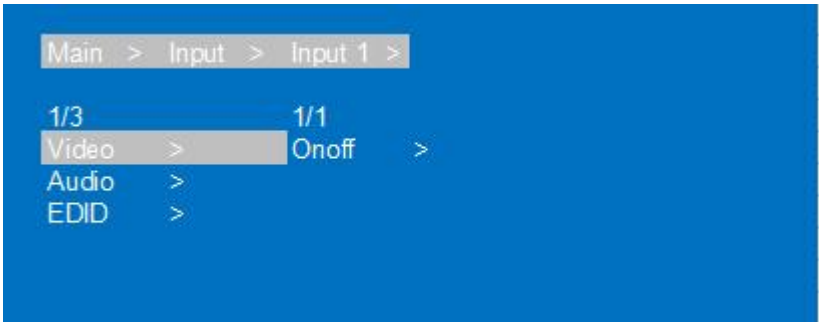 Main > Input > Input 1 >
1/3 1/1
Video > Onoff >
Audio >
EDID >